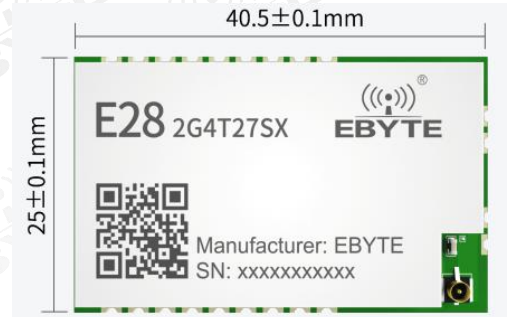 40.5±0.1mm
25±0.1mm
E28 2G4T27SX
®
EBYTE
Manufacturer: EBYTE
SN: xxxxxxxxxxx